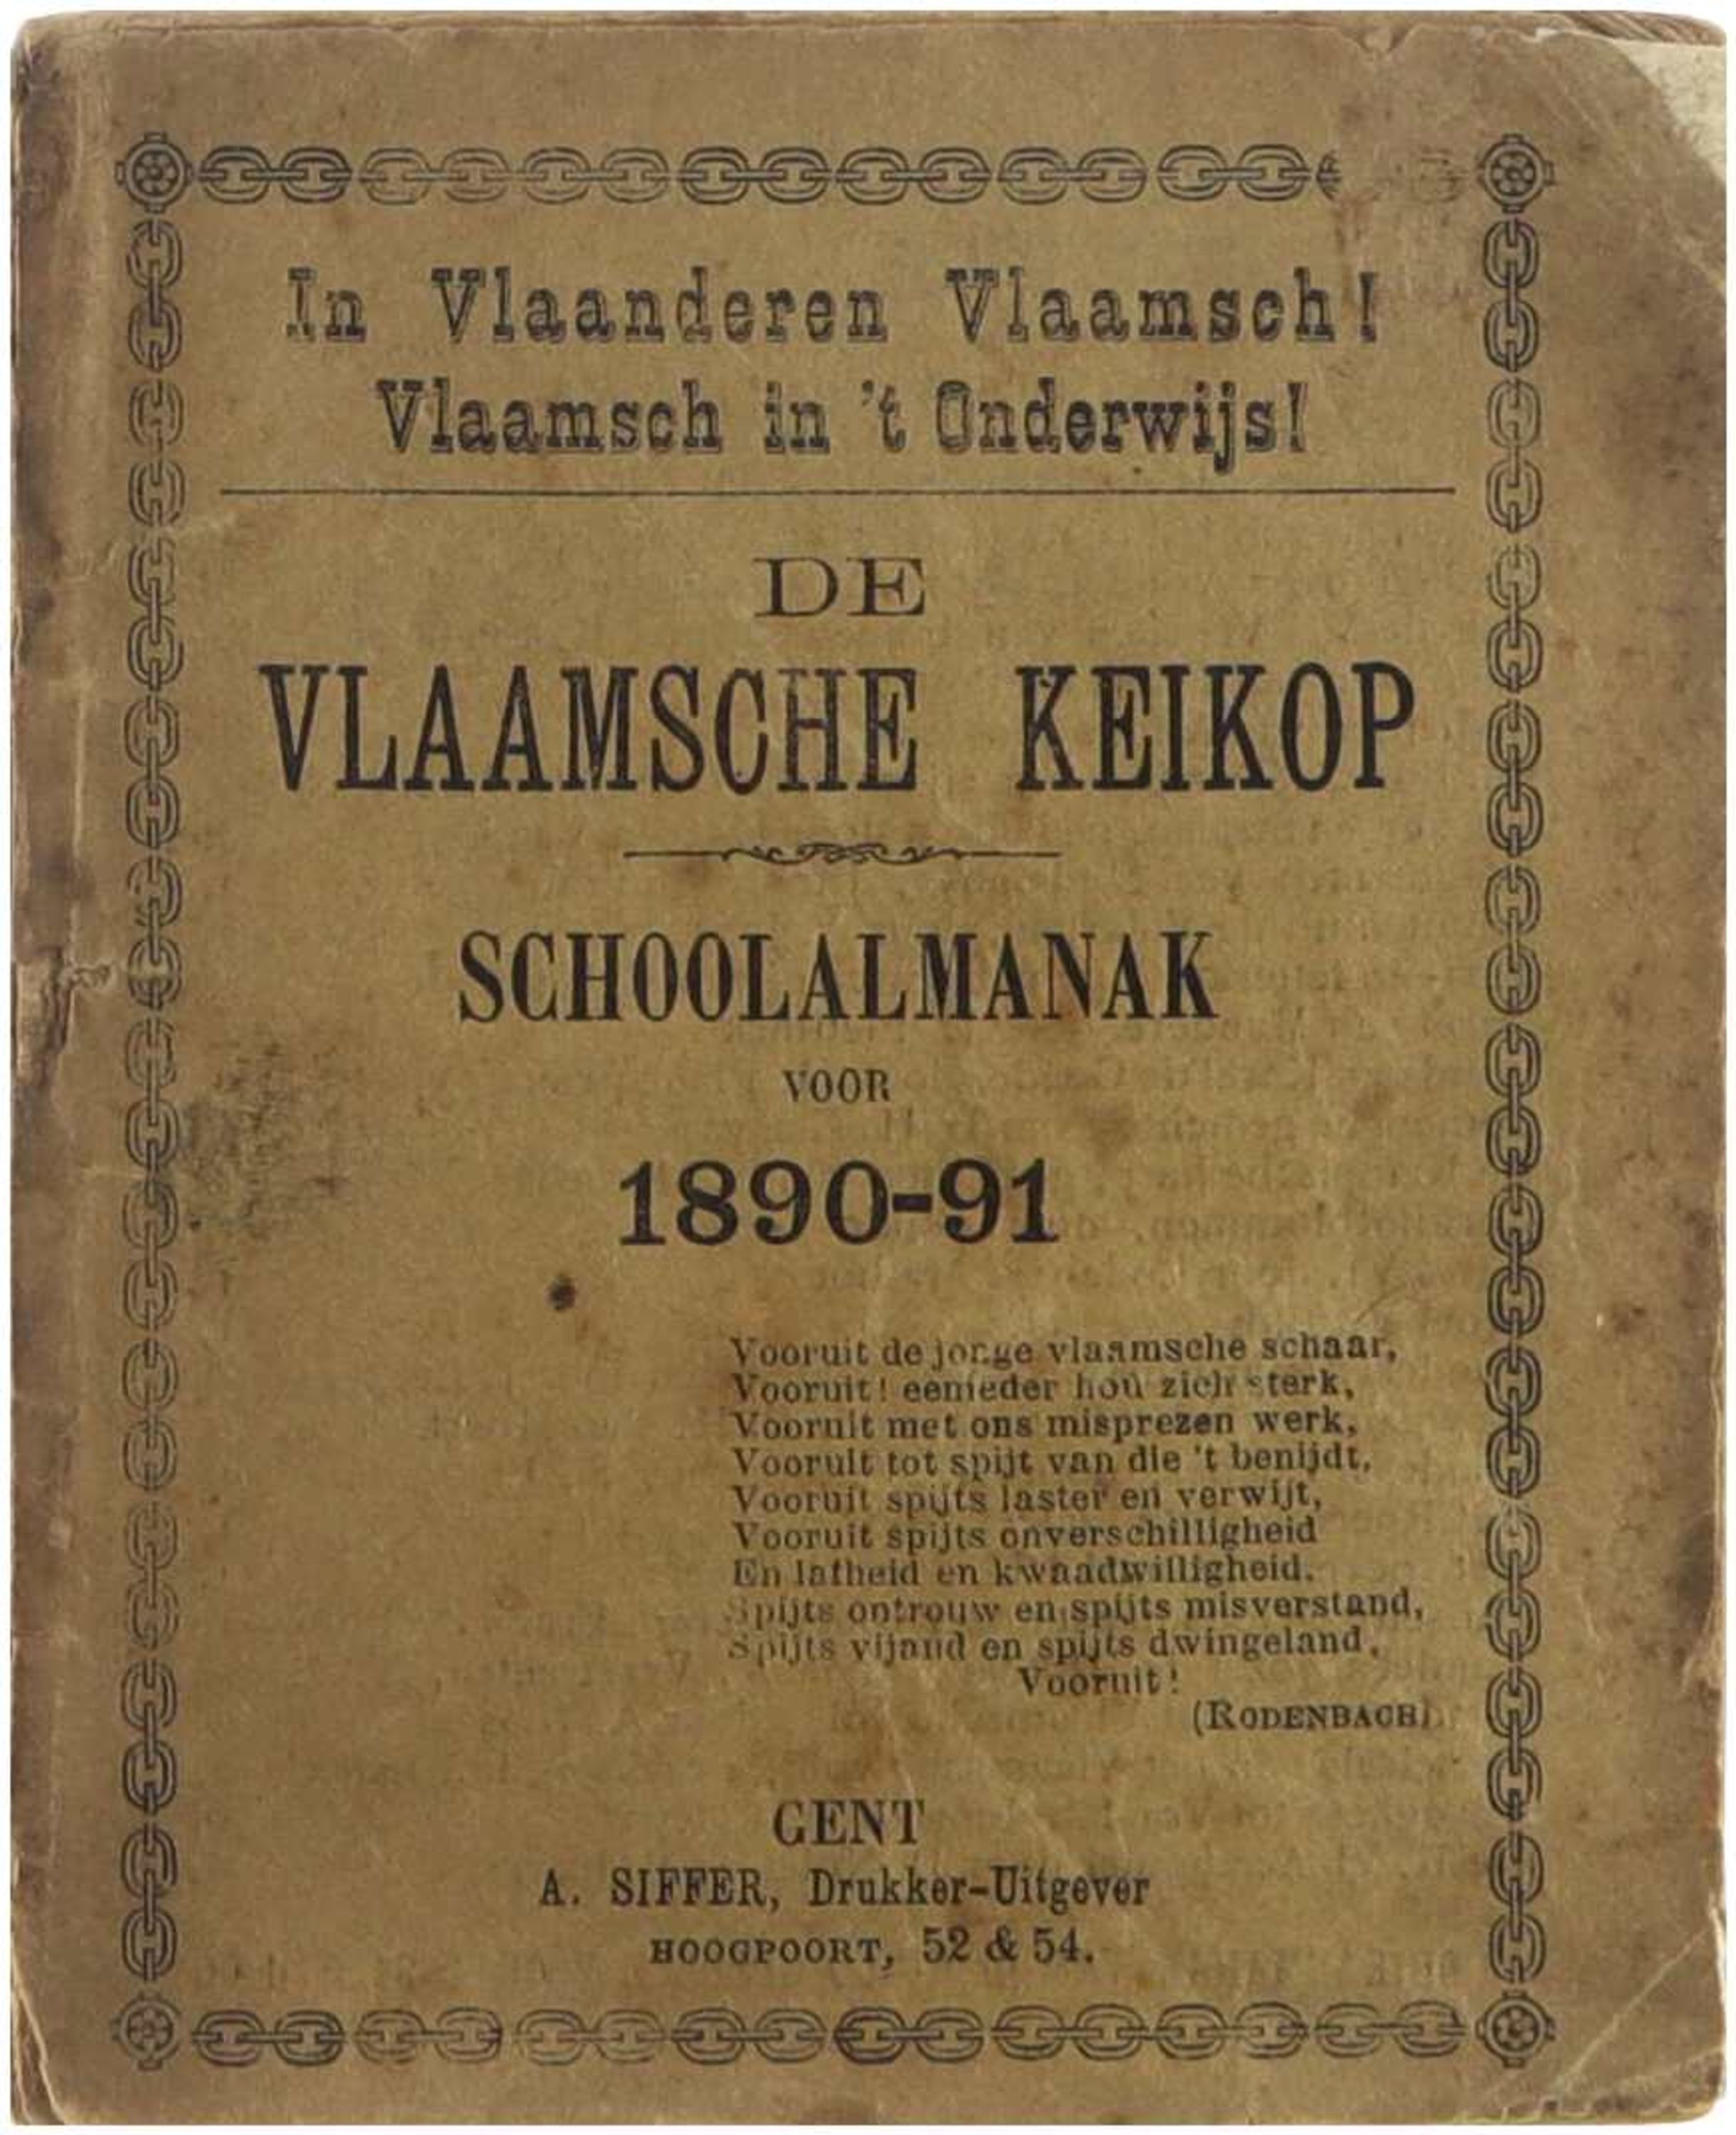 In Vlaanderen Vlaamsch!
Vlaamsch in 't Onderwijs!
DE
VLAAMSCHE KEIKOP
SCHOOLALMANAK
VOOR
1890-91
Vooruit de jonge vlaamsche schaar,
Vooruit! eenieder hou zich sterk,
Vooruit met ons misprezen werk,
Vooruit tot spijt van die 't benijdt,
Vooruit spijts laster en verwijt,
Vooruit spijts onverschilligheid
En lafheid en kwaadwilligheid.
Spijts ontrouw en spijts misverstand,
Spijts vijand en spijts dwingeland,
Vooruit!
(RODENBACH).
GENT
A. SIFFER, Drukker-Uitgever
HOOGPOORT, 52 & 54.